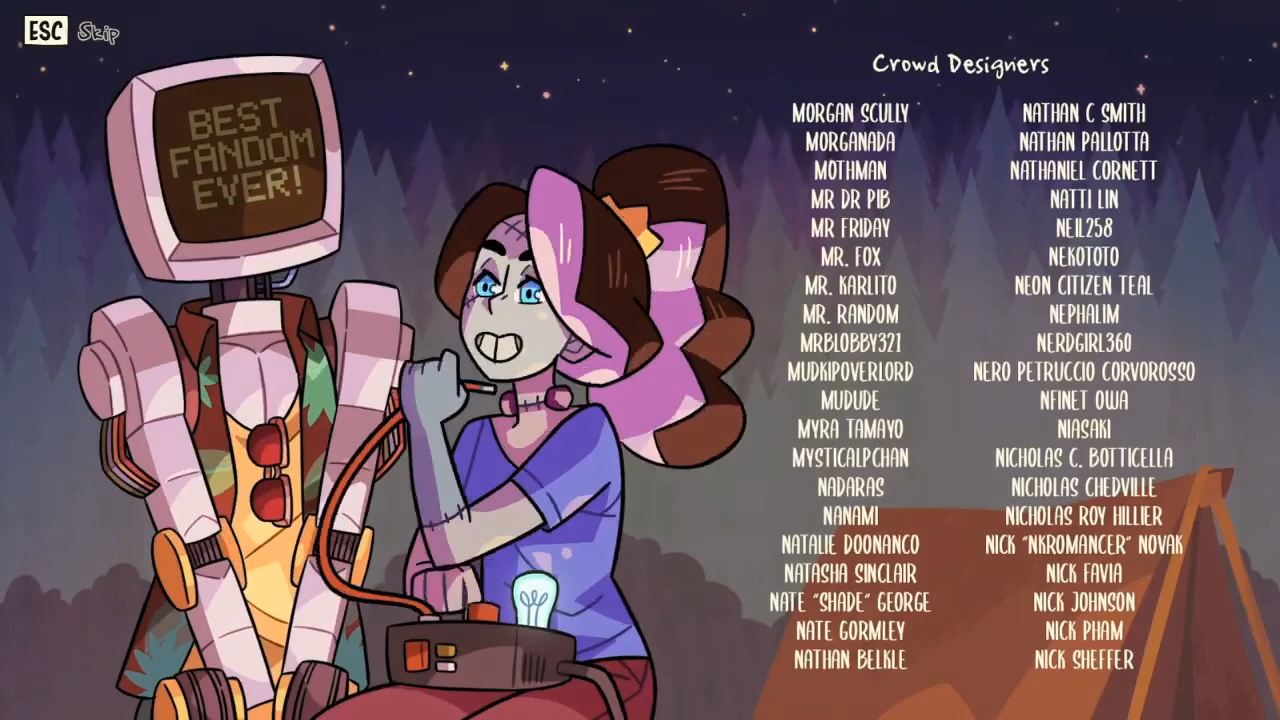 ESC Skip
BEST
FANDOM
EVER!
Crowd Designers
MORGAN SCULLY
MORGANADA
MOTHMAN
MR DR PIB
MR FRIDAY
MR. FOX
MR. KARLITO
MR. RANDOM
MRBLOBBY321
MUDKIPOVERLORD
MUDUDE
MYRA TAMAYO
MYSTICALPCHAN
NADARAS
NANAMI
NATALIE DOONANCO
NATASHA SINCLAIR
NATE "SHADE" GEORGE
NATE GORMLEY
NATHAN BELKLE
NATHAN C SMITH
NATHAN PALLOTTA
NATHANIEL CORNETT
NATTI LIN
NEIL258
NEKOTOTO
NEON CITIZEN TEAL
NEPHALIM
NERDGIRL360
NERO PETRUCCIO CORVOROSSO
NFINET OWA
NIASAKI
NICHOLAS C. BOTTICELLA
NICHOLAS CHEDVILLE
NICHOLAS ROY HILLIER
NICK "NKROMANCER" NOVAK
NICK FAVIA
NICK JOHNSON
NICK PHAM
NICK SHEFFER